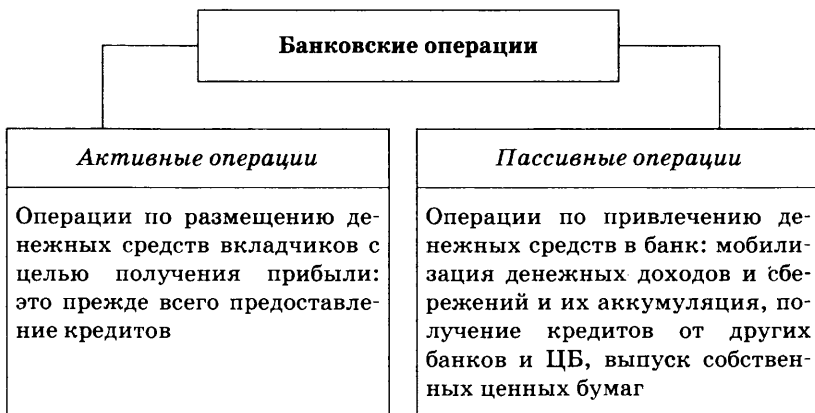 Банковские операции
Активные операции
Операции по размещению де-
нежных средств вкладчиков с
целью получения прибыли:
это прежде всего предоставле-
ние кредитов
Пассивные операции
Операции по привлечению де-
нежных средств в банк: мобили-
зация денежных доходов и сбе-
режений и их аккумуляция, по-
лучение кредитов от других
банков и ЦБ, выпуск собствен-
ных ценных бумаг